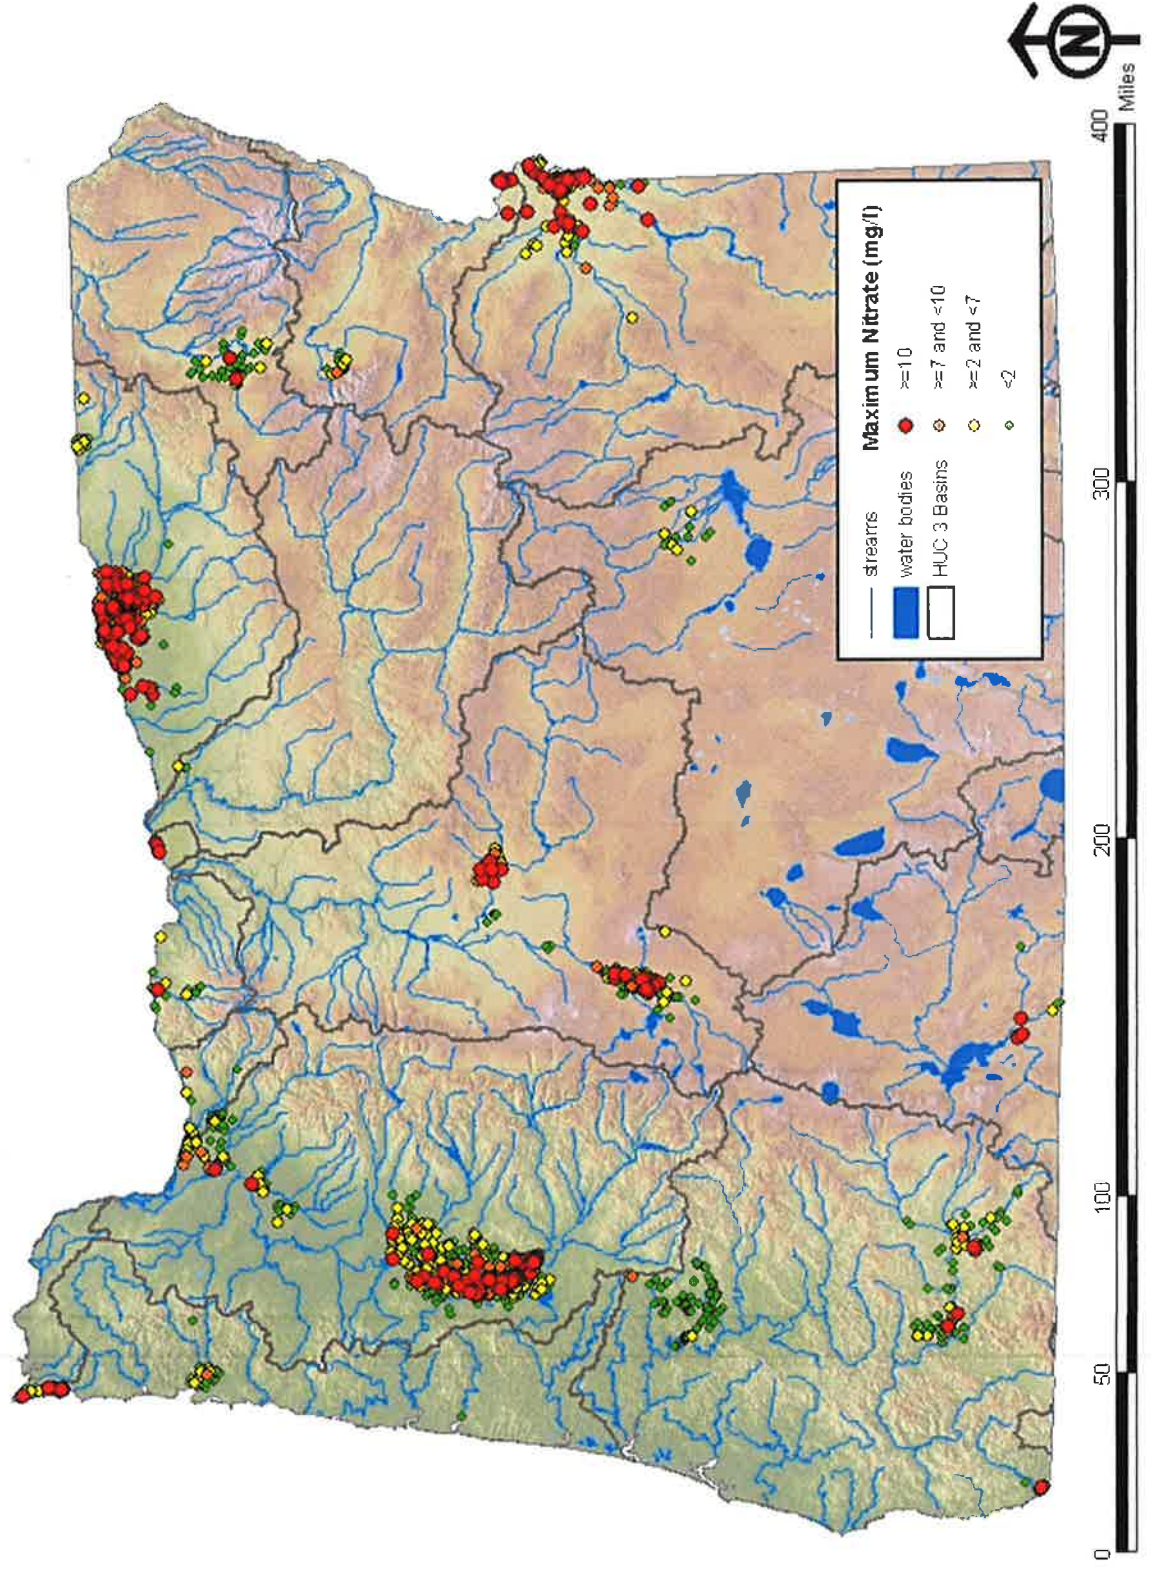 N
Maximum Nitrate (mg/l)
streams
water bodies
HUC 3 Basins
>=10
>=7 and <10
>=2 and <7
<2
0 50 100 200 300 400
Miles